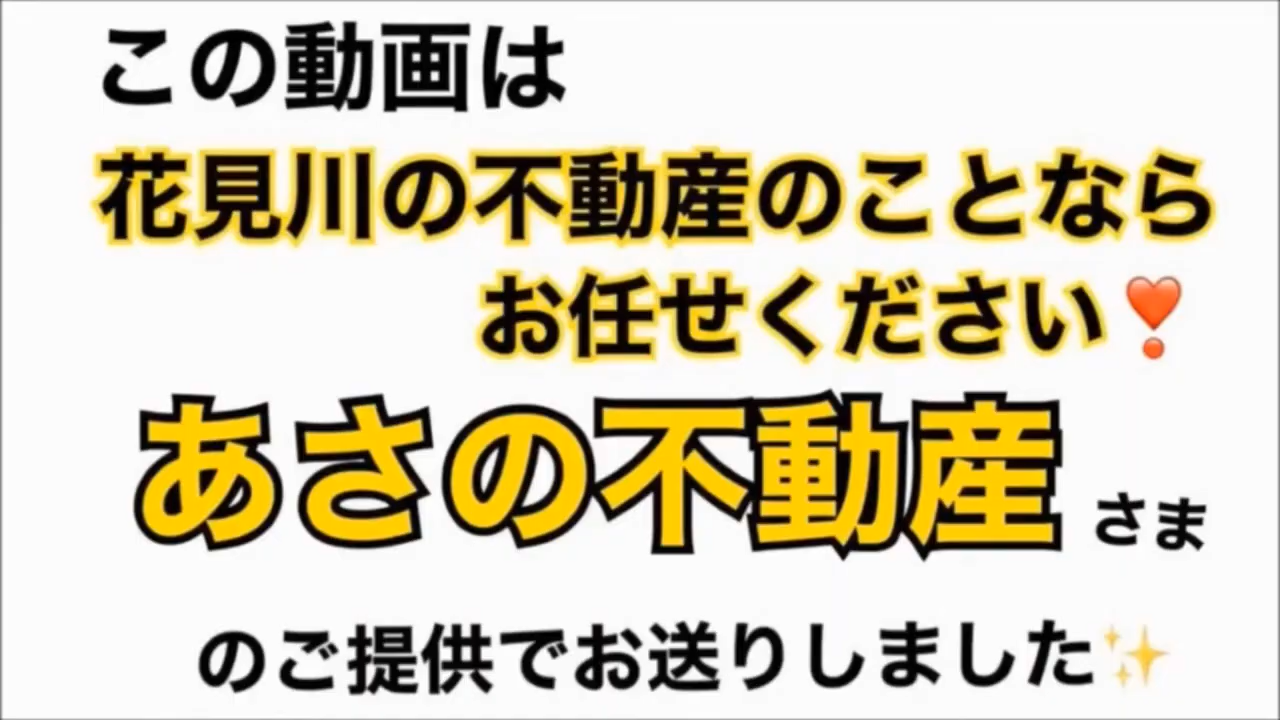 この動画は
花見川の不動産のことなら
お任せください❣
あさの不動産 さま
のご提供でお送りしました✨